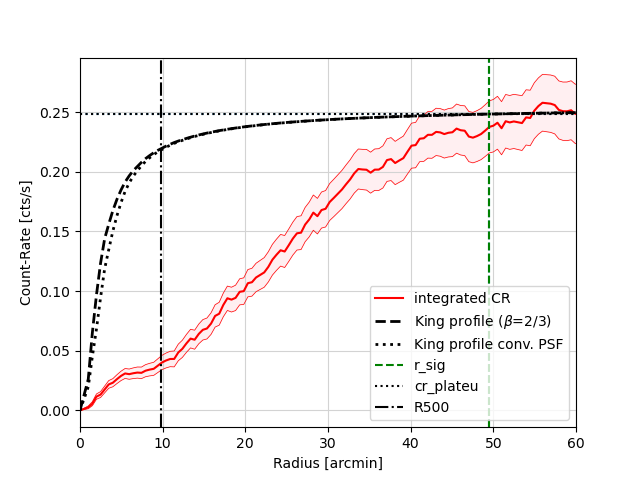 0.25
0.20
0.15
0.10
0.05
0.00
Count-Rate [cts/s]
integrated CR
King profile (β=2/3)
King profile conv. PSF
r_sig
cr_plateu
R500
0 10 20 30 40 50 60
Radius [arcmin]